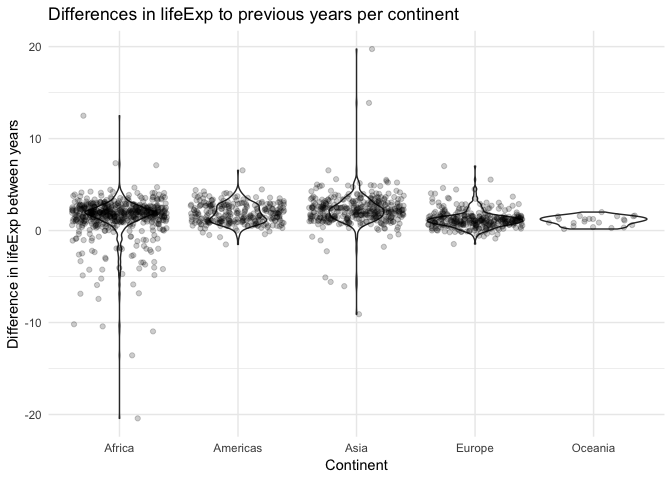 Differences in lifeExp to previous years per continent
Difference in lifeExp between years
20
10
0
-10
-20
Africa
Americas
Asia
Europe
Oceania
Continent